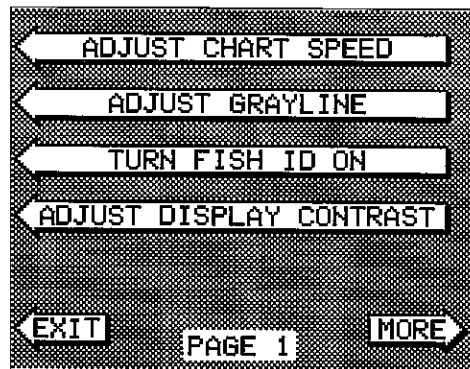 ADJUST CHART SPEED
ADJUST GRAYLINE
TURN FISH ID ON
ADJUST DISPLAY CONTRAST
EXIT
PAGE 1
MORE